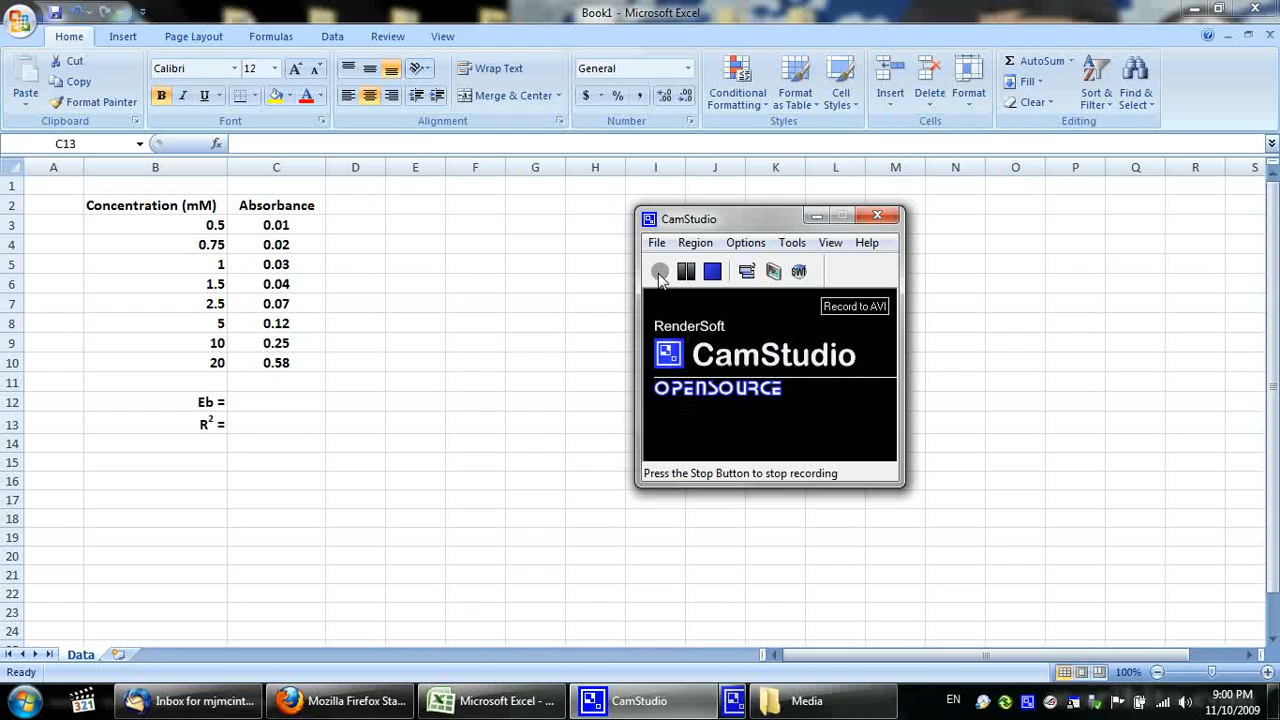 Book1 - Microsoft Excel
Home Insert Page Layout Formulas Data Review View
Cut
Copy
Format Painter
Paste
Clipboard
Calibri 12
B I U
Font
Wrap Text
Merge & Center
Alignment
General
$ % ,
Number
Conditional Formatting
Format as Table
Cell Styles
Styles
Insert Delete Format
Cells
Σ AutoSum
Fill
Clear
Sort & Filter
Find & Select
Editing
C13 fx
A B C D E F G H I J K L M N O P Q R S
1
2 Concentration (mM) Absorbance
3 0.5 0.01
4 0.75 0.02
5 1 0.03
6 1.5 0.04
7 2.5 0.07
8 5 0.12
9 10 0.25
10 20 0.58
11
12 Eb =
13 R² =
14
15
16
17
18
19
20
21
22
23
24
CamStudio
File Region Options Tools View Help
Record to AVI
RenderSoft
CamStudio
OPENSOURCE
Press the Stop Button to stop recording
Data
Ready 100%
321 Inbox for mjmcint... Mozilla Firefox Sta... Microsoft Excel - ... CamStudio Media EN 9:00 PM
11/10/2009